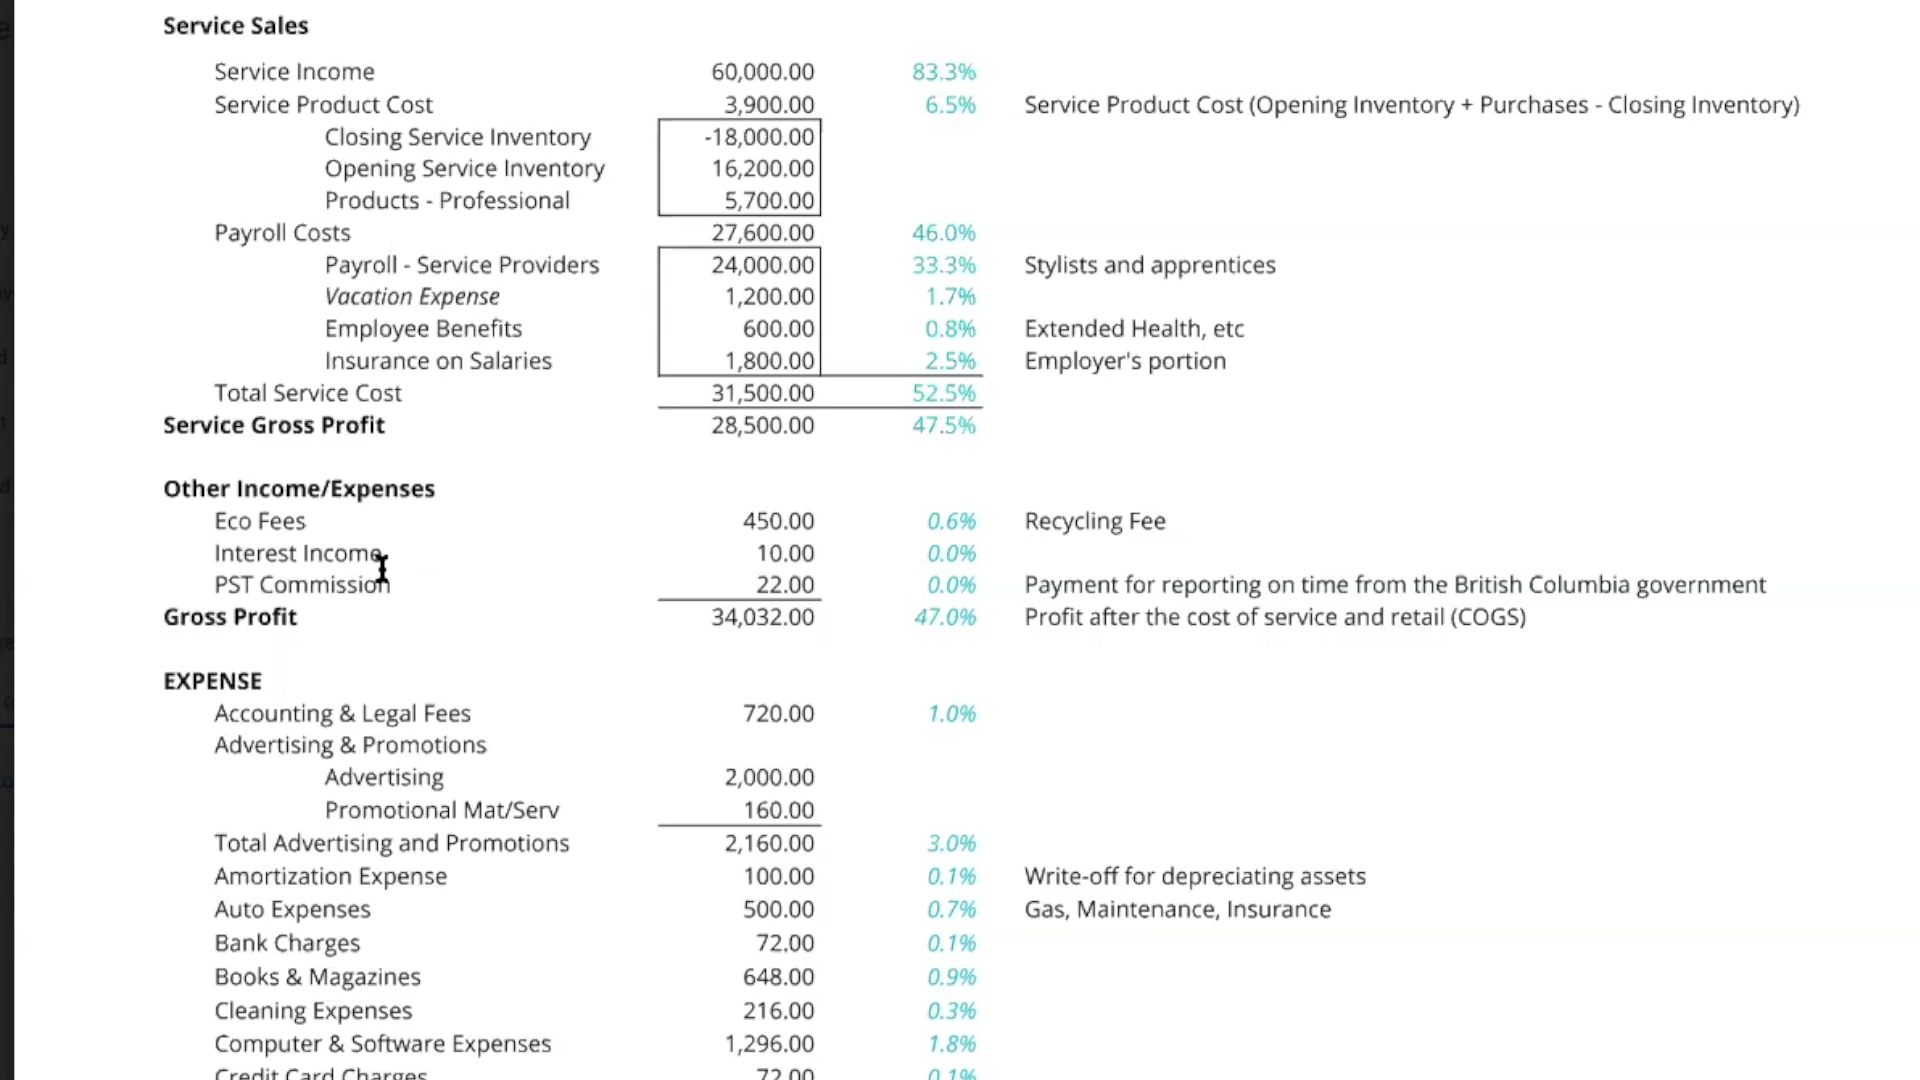 Service Sales
Service Income 60,000.00 83.3%
Service Product Cost 3,900.00 6.5% Service Product Cost (Opening Inventory + Purchases - Closing Inventory)
Closing Service Inventory -18,000.00
Opening Service Inventory 16,200.00
Products - Professional 5,700.00
Payroll Costs 27,600.00 46.0%
Payroll - Service Providers 24,000.00 33.3% Stylists and apprentices
Vacation Expense 1,200.00 1.7%
Employee Benefits 600.00 0.8% Extended Health, etc
Insurance on Salaries 1,800.00 2.5% Employer's portion
Total Service Cost 31,500.00 52.5%
Service Gross Profit 28,500.00 47.5%
Other Income/Expenses
Eco Fees 450.00 0.6% Recycling Fee
Interest Income 10.00 0.0%
PST Commission 22.00 0.0% Payment for reporting on time from the British Columbia government
Gross Profit 34,032.00 47.0% Profit after the cost of service and retail (COGS)
EXPENSE
Accounting & Legal Fees 720.00 1.0%
Advertising & Promotions
Advertising 2,000.00
Promotional Mat/Serv 160.00
Total Advertising and Promotions 2,160.00 3.0%
Amortization Expense 100.00 0.1% Write-off for depreciating assets
Auto Expenses 500.00 0.7% Gas, Maintenance, Insurance
Bank Charges 72.00 0.1%
Books & Magazines 648.00 0.9%
Cleaning Expenses 216.00 0.3%
Computer & Software Expenses 1,296.00 1.8%
Credit Card Charges 72.00 0.1%